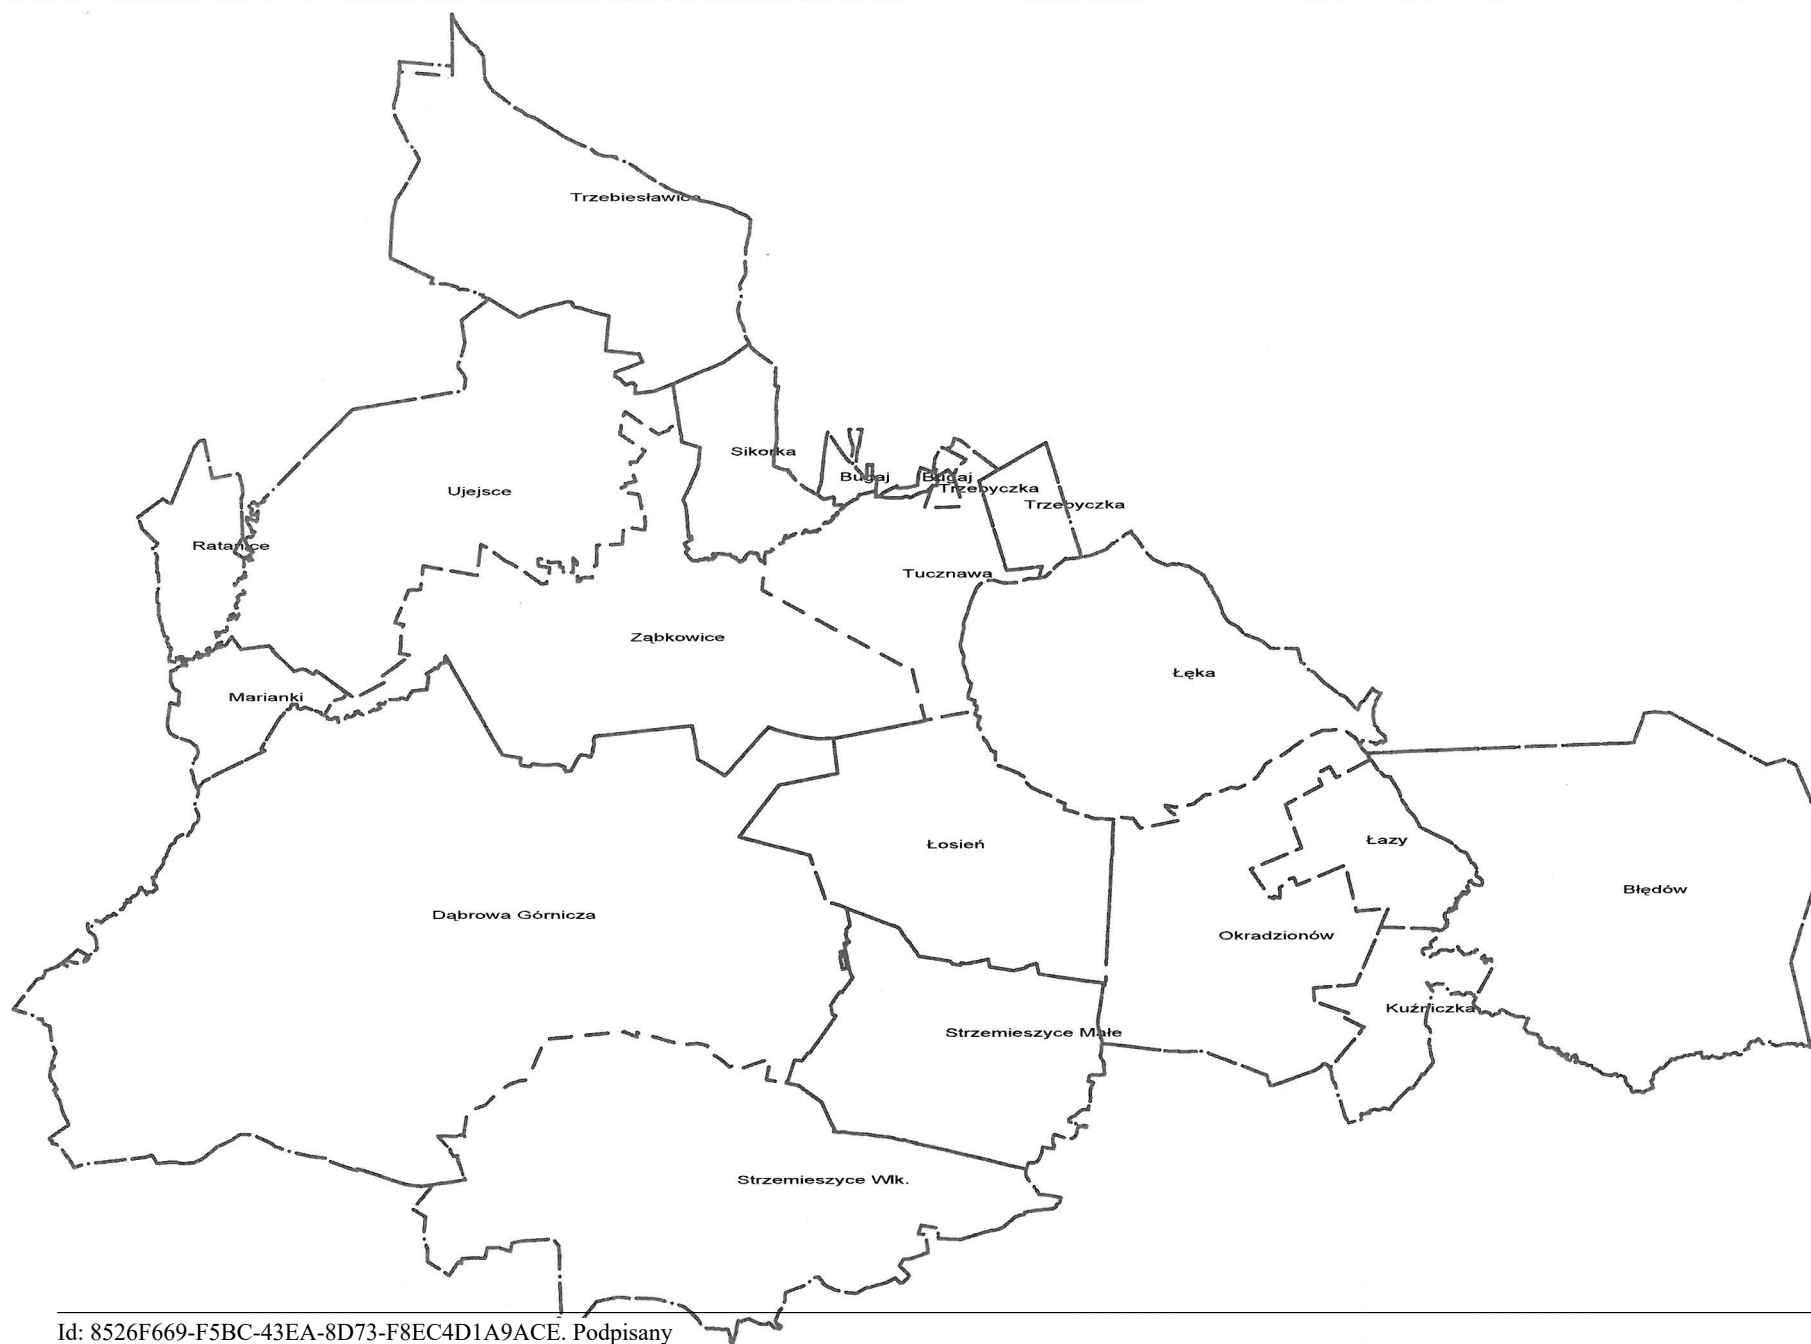 Trzebiesławice
Sikorka
Bugaj
Bugaj
Trzebyczka
Ujejsce
Trzebyczka
Ratanice
Tucznawa
Ząbkowice
Łęka
Marianki
Łazy
Łosień
Błędów
Dąbrowa Górnicza
Okradzionów
Kuźniczka
Strzemieszyce Małe
Strzemieszyce Wlk.
Id: 8526F669-F5BC-43EA-8D73-F8EC4D1A9ACE. Podpisany